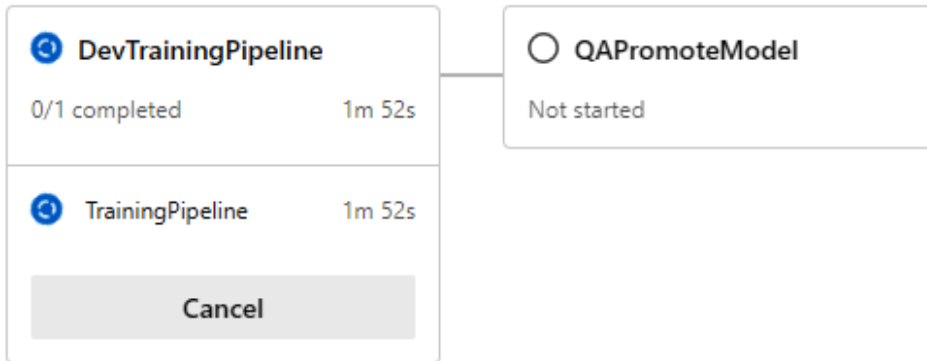 DevTrainingPipeline
0/1 completed 1m 52s
TrainingPipeline 1m 52s
Cancel
QAPromoteModel
Not started